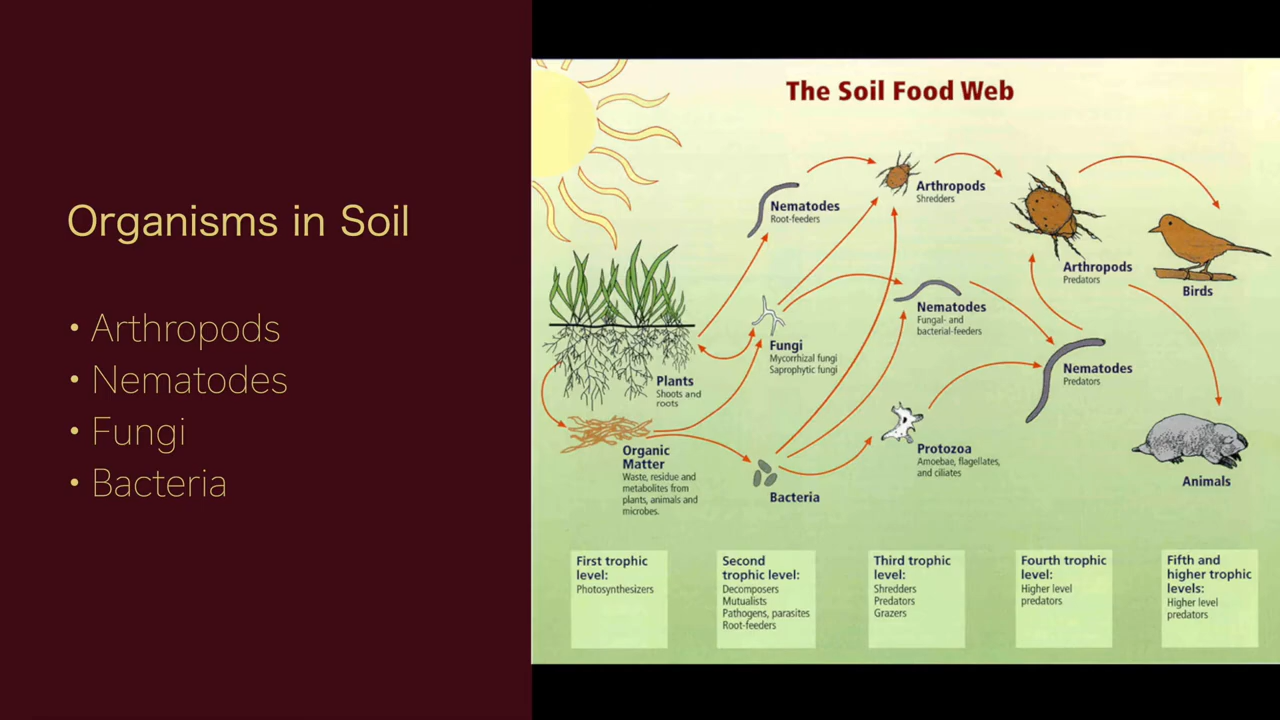 Organisms in Soil
• Arthropods
• Nematodes
• Fungi
• Bacteria
The Soil Food Web
Nematodes
Root-feeders
Arthropods
Shredders
Arthropods
Predators
Birds
Nematodes
Fungal- and
bacterial-feeders
Fungi
Mycorrhizal fungi
Saprophytic fungi
Plants
Shoots and
roots
Nematodes
Predators
Organic
Matter
Waste, residue and
metabolites from
plants, animals and
microbes.
Bacteria
Protozoa
Amoebae, flagellates,
and ciliates
Animals
First trophic
level:
Photosynthesizers
Second
trophic level:
Decomposers
Mutualists
Pathogens, parasites
Root-feeders
Third trophic
level:
Shredders
Predators
Grazers
Fourth trophic
level:
Higher level
predators
Fifth and
higher trophic
levels:
Higher level
predators